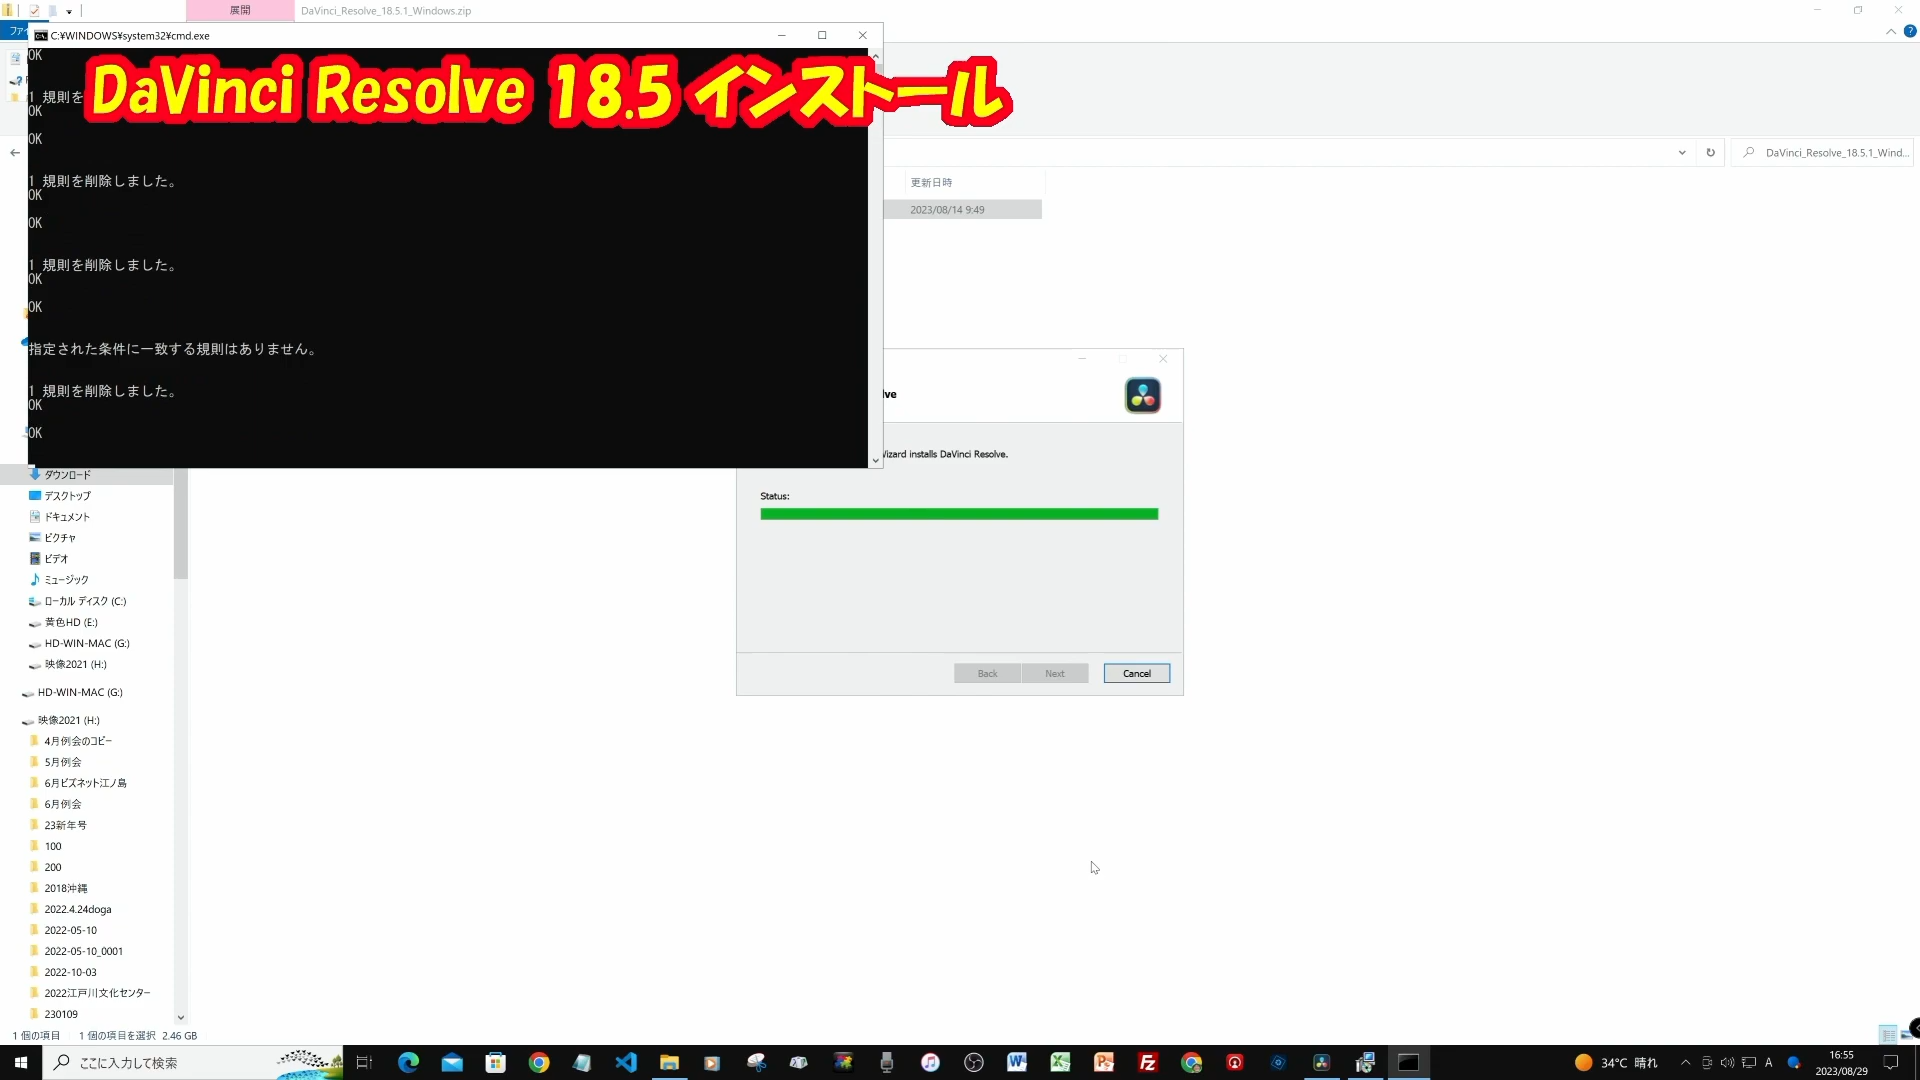 展開
DaVinci_Resolve_18.5.1_Windows.zip
C:¥WINDOWS¥system32¥cmd.exe
OK
DaVinci Resolve 18.5 インストール
1 規則を
OK
OK
DaVinci_Resolve_18.5.1_Wind...
1 規則を削除しました。
OK
更新日時
2023/08/14 9:49
OK
1 規則を削除しました。
OK
OK
指定された条件に一致する規則はありません。
1 規則を削除しました。
OK
OK
lve
Wizard installs DaVinci Resolve.
Status:
Back
Next
Cancel
ダウンロード
デスクトップ
ドキュメント
ピクチャ
ビデオ
ミュージック
ローカル ディスク (C:)
黄色HD (E:)
HD-WIN-MAC (G:)
映像2021 (H:)
HD-WIN-MAC (G:)
映像2021 (H:)
4月例会のコピー
5月例会
6月ビズネット江ノ島
6月例会
23新年号
100
200
2018沖縄
2022.4.24doga
2022-05-10
2022-05-10_0001
2022-10-03
2022江戸川文化センター
230109
1 個の項目
1 個の項目を選択 2.46 GB
ここに入力して検索
34°C 晴れ
A
16:55
2023/08/29